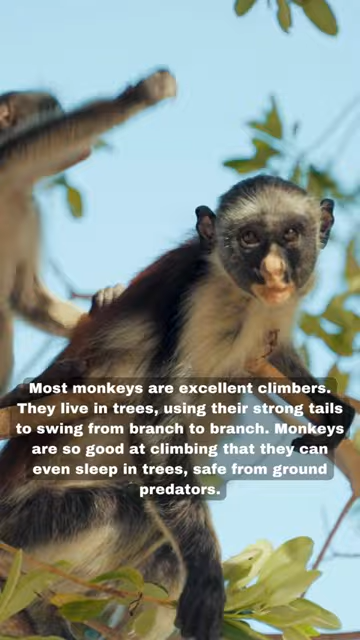 Most monkeys are excellent climbers.
They live in trees, using their strong tails
to swing from branch to branch. Monkeys
are so good at climbing that they can
even sleep in trees, safe from ground
predators.